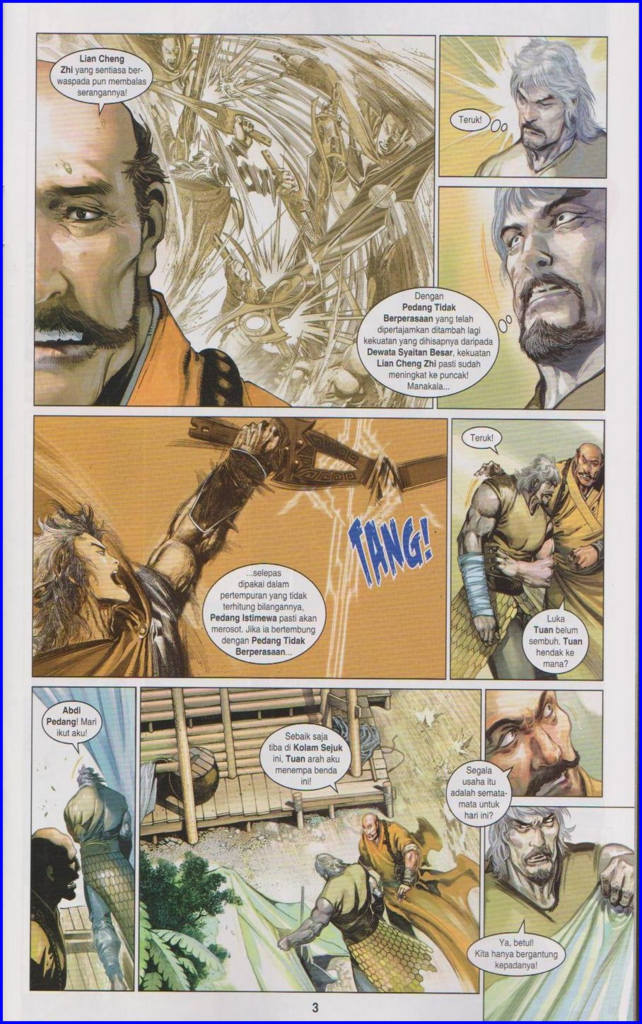 Lian Cheng
Zhi yang sentiasa ber-
waspada pun membalas
serangannya!
Teruk!
Dengan
Pedang Tidak
Berperasaan yang telah
dipertajamkan ditambah lagi
kekuatan yang dihisapnya daripada
Dewata Syaitan Besar, kekuatan
Lian Cheng Zhi pasti sudah
meningkat ke puncak!
Manakala...
...selepas
dipakai dalam
pertempuran yang tidak
terhitung bilangannya,
Pedang Istimewa pasti akan
merosot. Jika ia bertembung
dengan Pedang Tidak
Berperasaan...
TANG!
Teruk!
Luka
Tuan belum
sembuh, Tuan
hendak ke
mana?
Abdi
Pedang! Mari
ikut aku!
Sebaik saja
tiba di Kolam Sejuk
ini, Tuan arah aku
menempa benda
ini!
Segala
usaha itu
adalah semata-
mata untuk
hari ini?
Ya, betul!
Kita hanya bergantung
kepadanya!
3